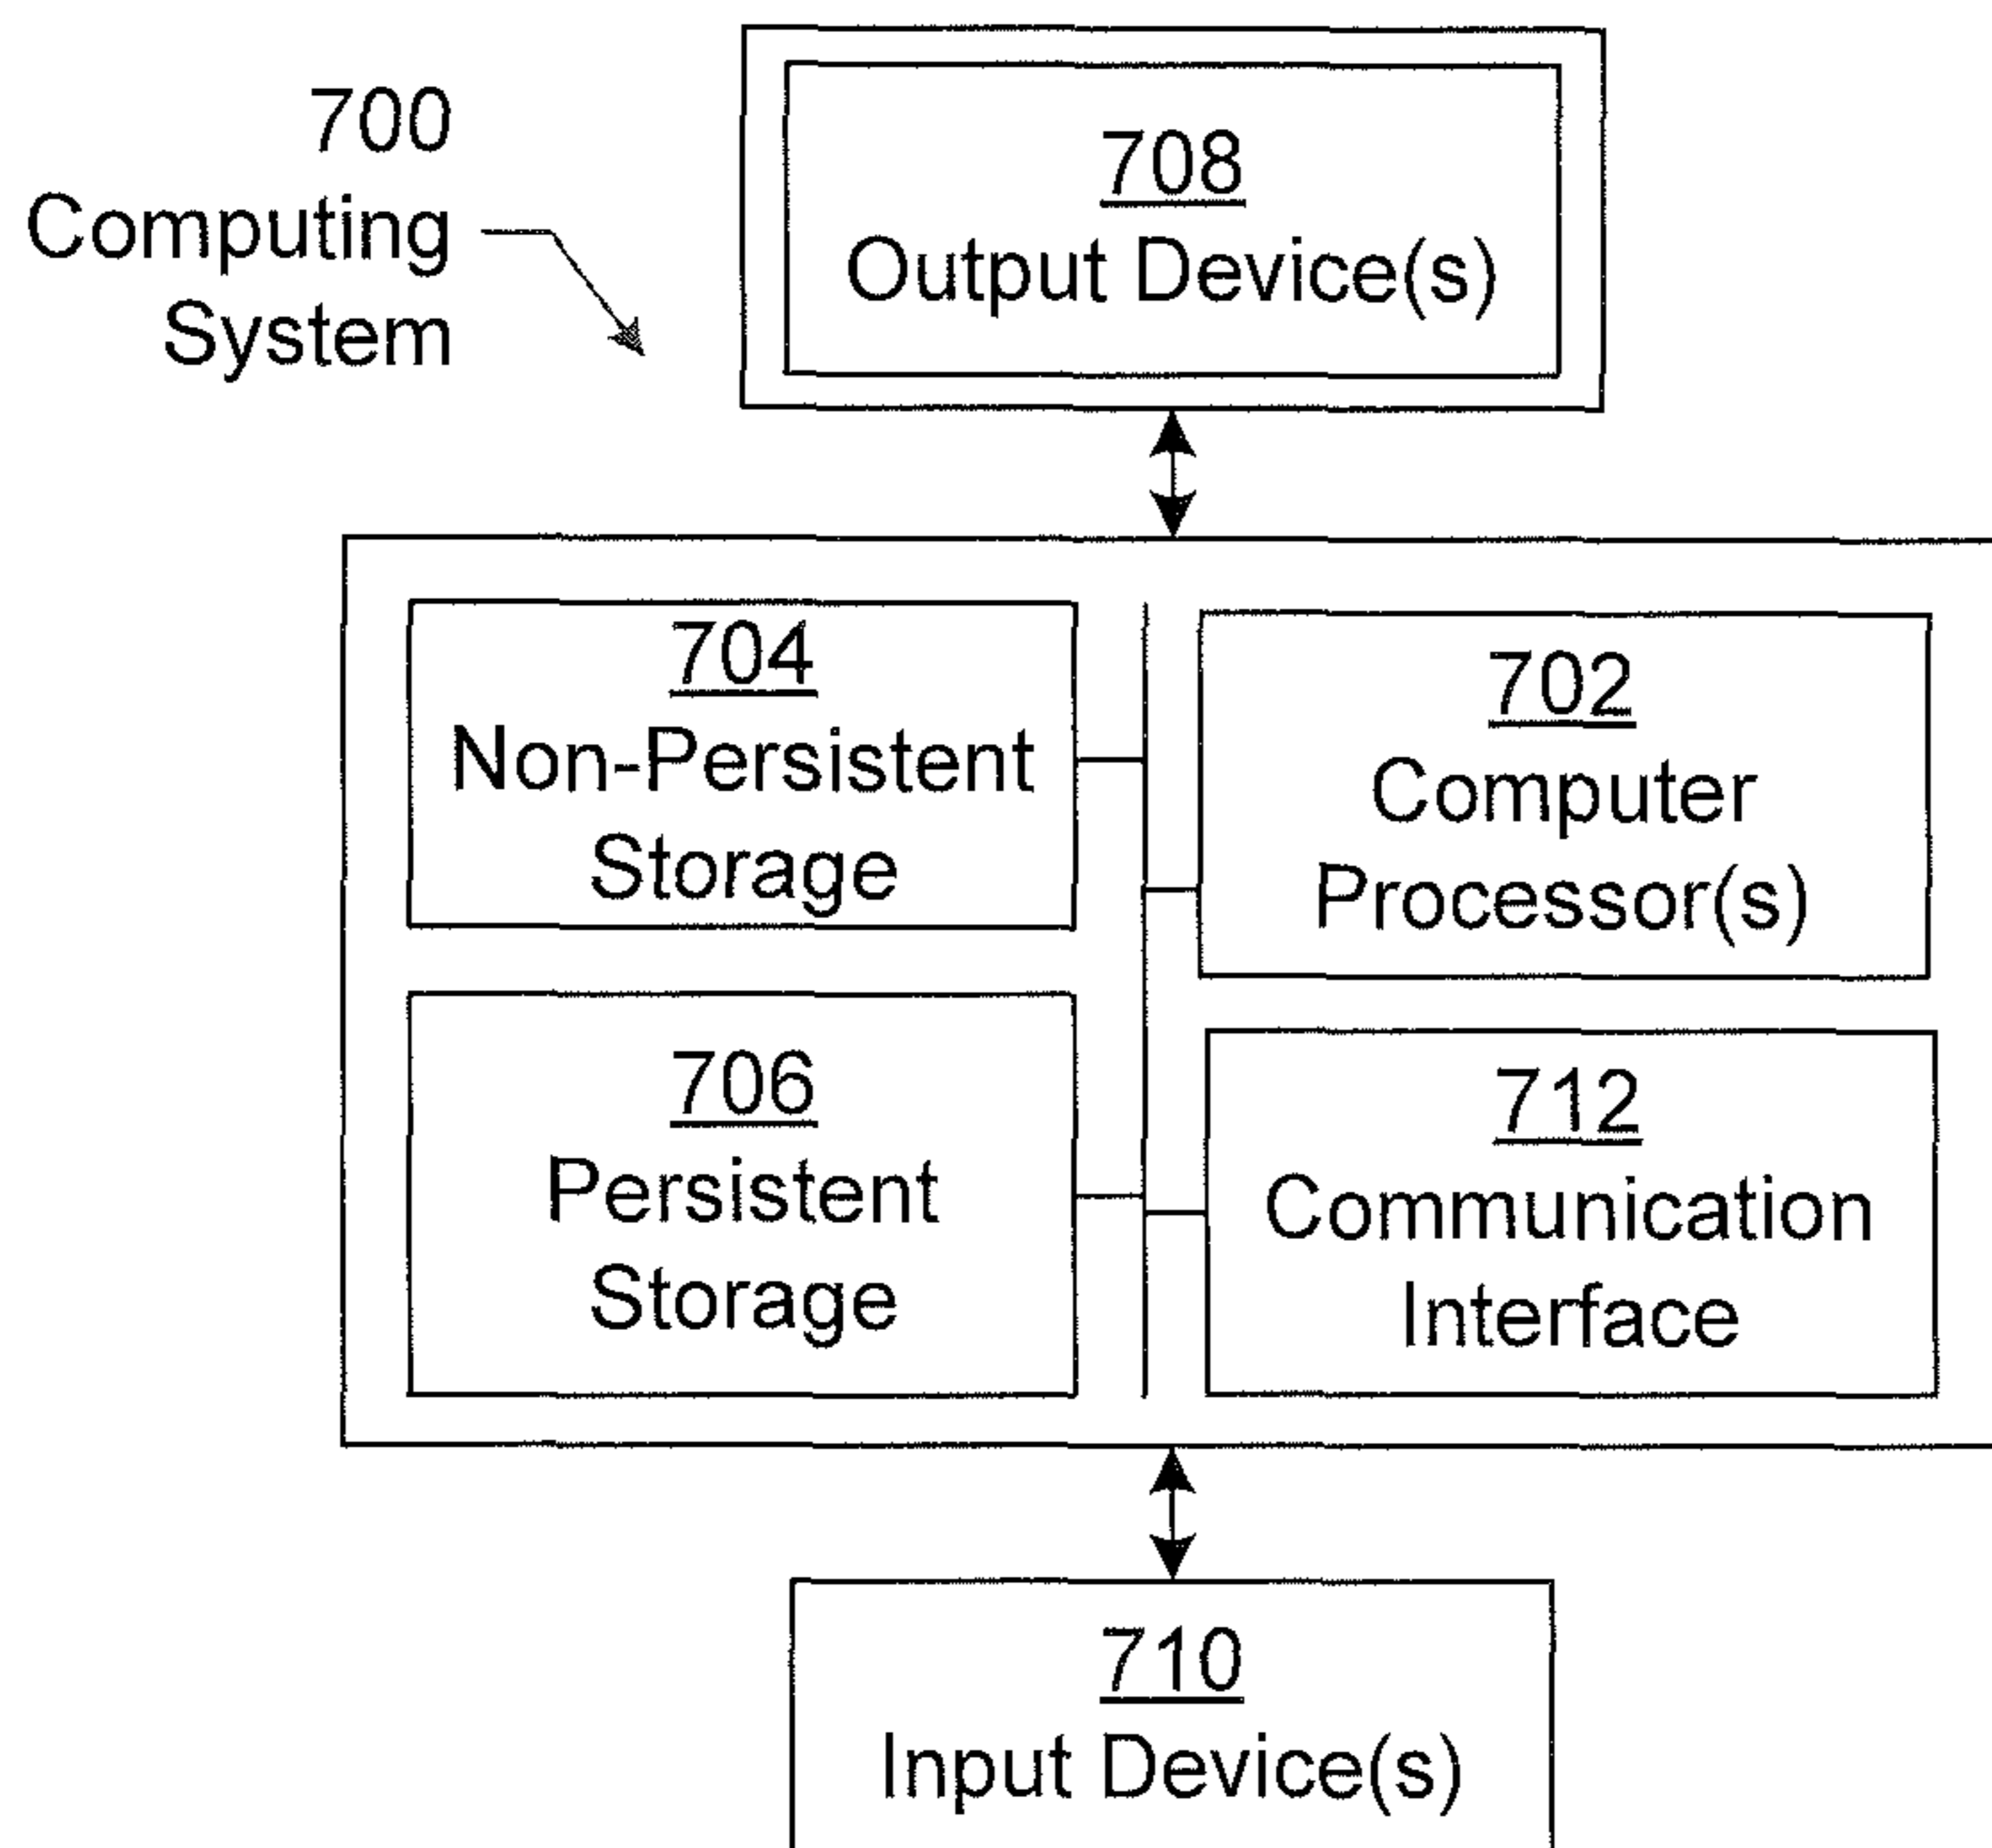 700
Computing
System
708
Output Device(s)
704
Non-Persistent
Storage
702
Computer
Processor(s)
706
Persistent
Storage
712
Communication
Interface
710
Input Device(s)